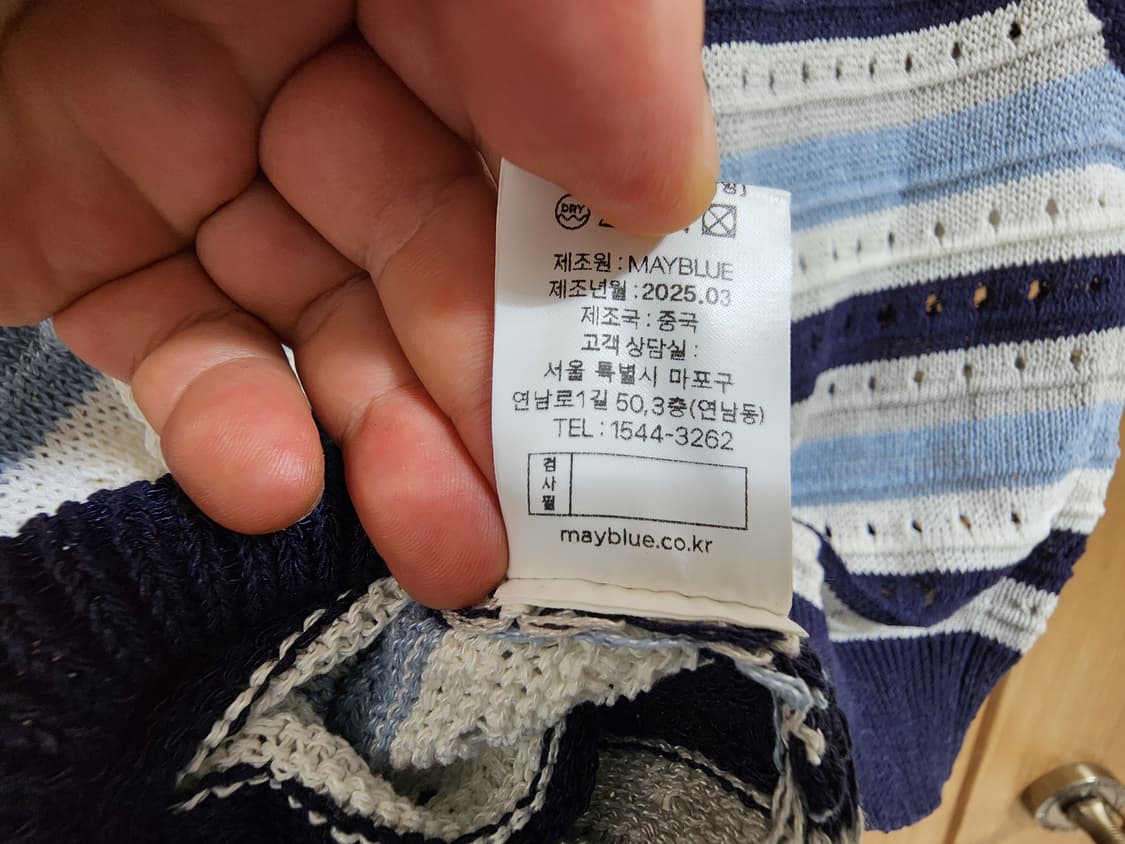 DRY
제조원 : MAYBLUE
제조년월 : 2025.03
제조국 : 중국
고객 상담실 :
서울 특별시 마포구
연남로1길 50,3층(연남동)
TEL : 1544-3262
검
사
필
mayblue.co.kr